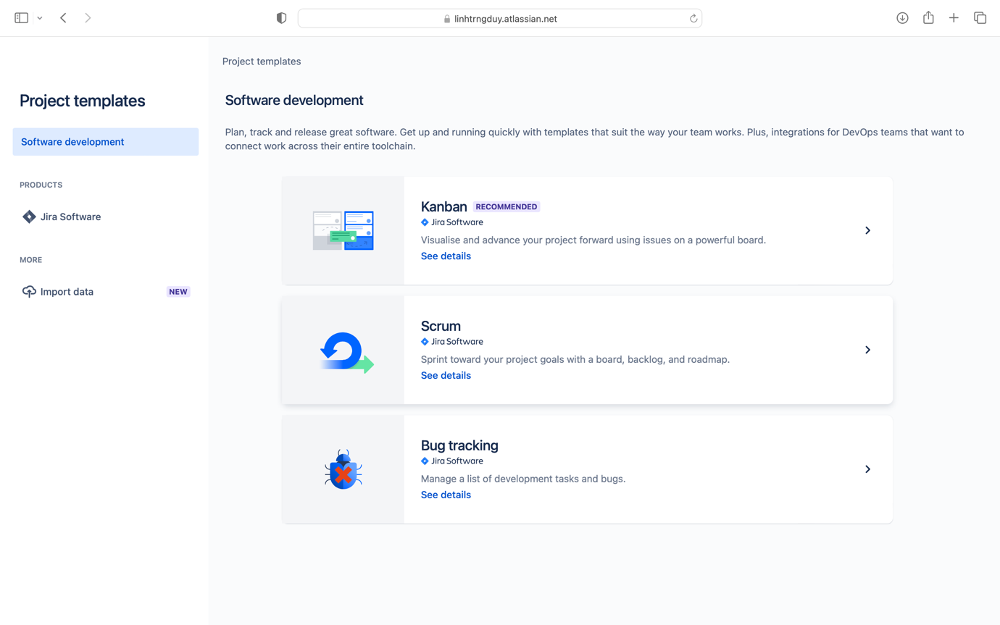 linhtrngduy.atlassian.net
Project templates
Project templates
Software development
PRODUCTS
Jira Software
MORE
Import data NEW
Software development
Plan, track and release great software. Get up and running quickly with templates that suit the way your team works. Plus, integrations for DevOps teams that want to
connect work across their entire toolchain.
Kanban RECOMMENDED
Jira Software
Visualise and advance your project forward using issues on a powerful board.
See details
Scrum
Jira Software
Sprint toward your project goals with a board, backlog, and roadmap.
See details
Bug tracking
Jira Software
Manage a list of development tasks and bugs.
See details